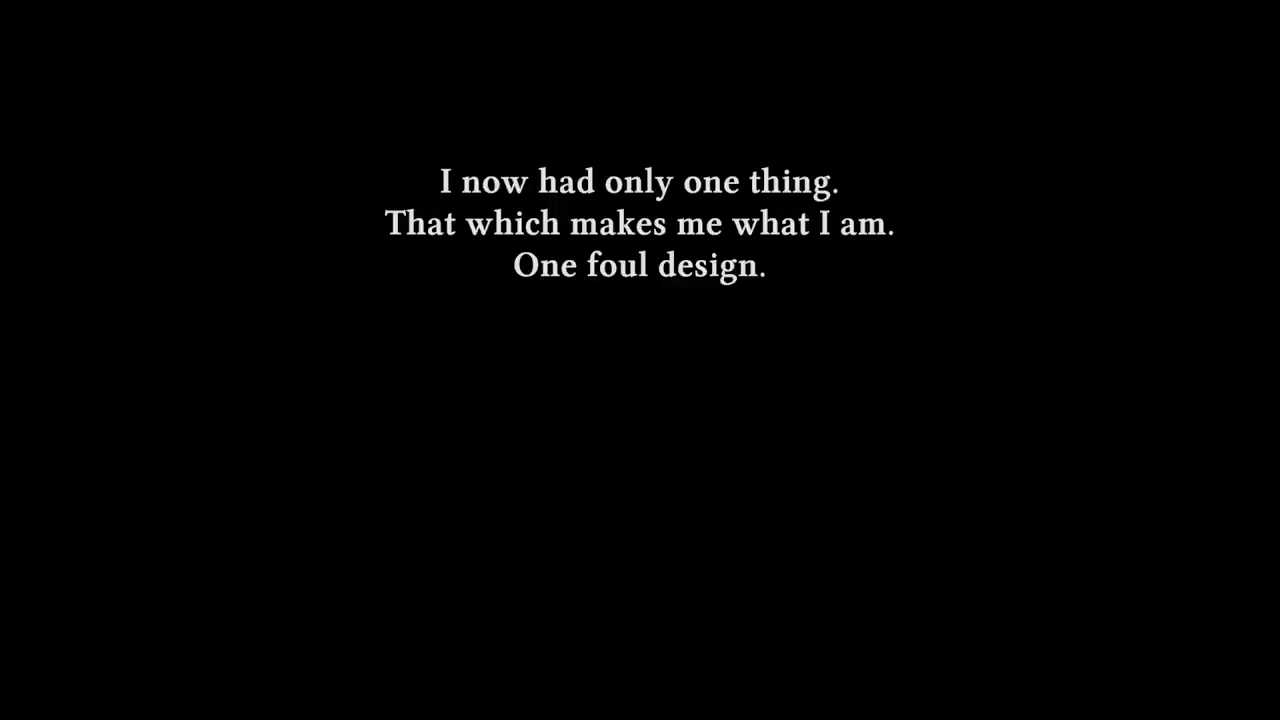 I now had only one thing.
That which makes me what I am.
One foul design.